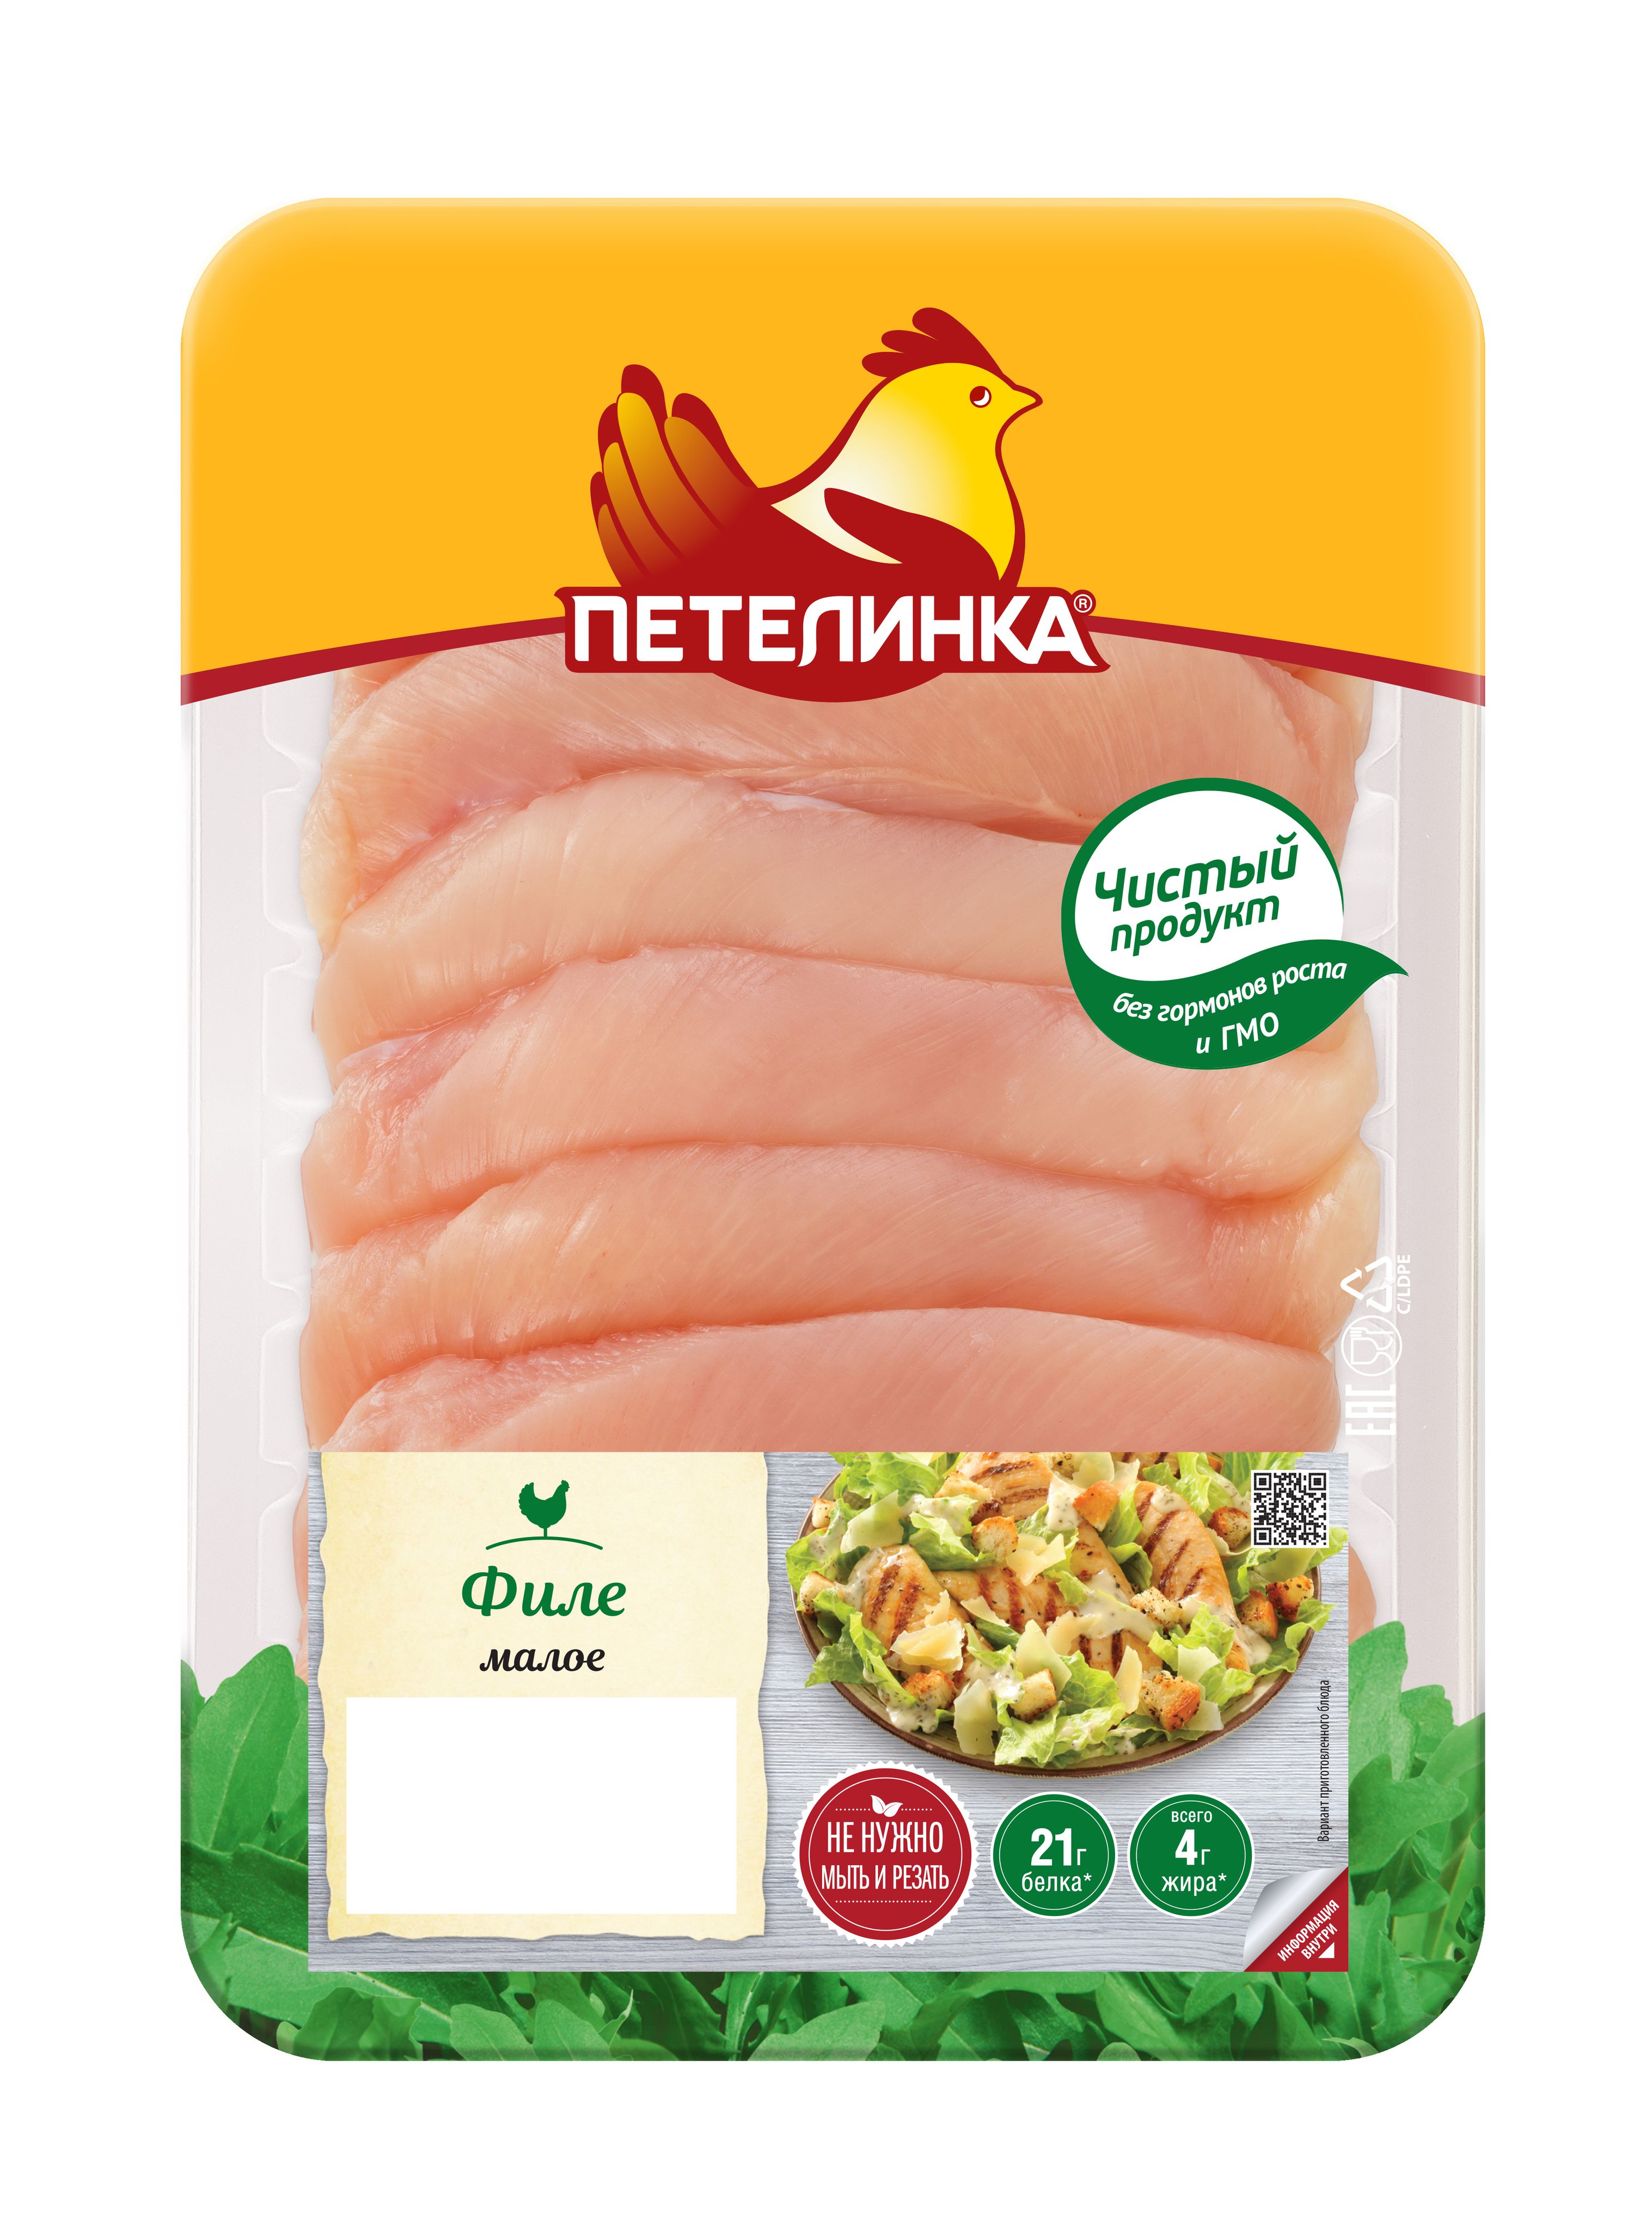 ПЕТЕЛИНКА®
Чистый
продукт
без гормонов роста
и ГМО
C/LDPE
EAC
Филе
малое
Вариант приготовленного блюда
НЕ НУЖНО
МЫТЬ И РЕЗАТЬ
21г
белка*
всего
4г
жира*
ИНФОРМАЦИЯ
ВНУТРИ